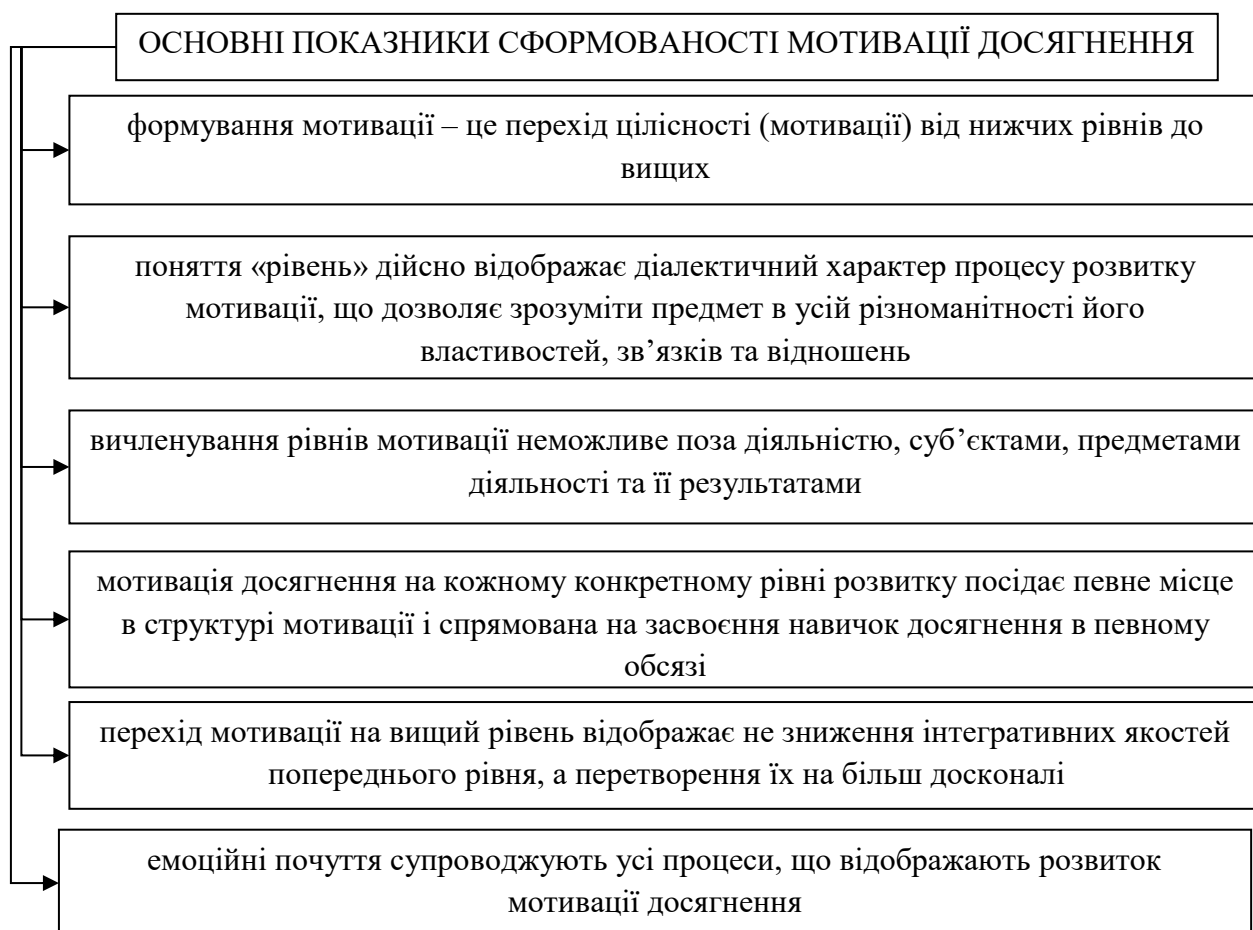 ОСНОВНІ ПОКАЗНИКИ СФОРМОВАНОСТІ МОТИВАЦІЇ ДОСЯГНЕННЯ
формування мотивації – це перехід цілісності (мотивації) від нижчих рівнів до
вищих
поняття «рівень» дійсно відображає діалектичний характер процесу розвитку
мотивації, що дозволяє зрозуміти предмет в усій різноманітності його
властивостей, зв’язків та відношень
вичленування рівнів мотивації неможливе поза діяльністю, суб’єктами, предметами
діяльності та її результатами
мотивація досягнення на кожному конкретному рівні розвитку посідає певне місце
в структурі мотивації і спрямована на засвоєння навичок досягнення в певному
обсязі
перехід мотивації на вищий рівень відображає не зниження інтегративних якостей
попереднього рівня, а перетворення їх на більш досконалі
емоційні почуття супроводжують усі процеси, що відображають розвиток
мотивації досягнення